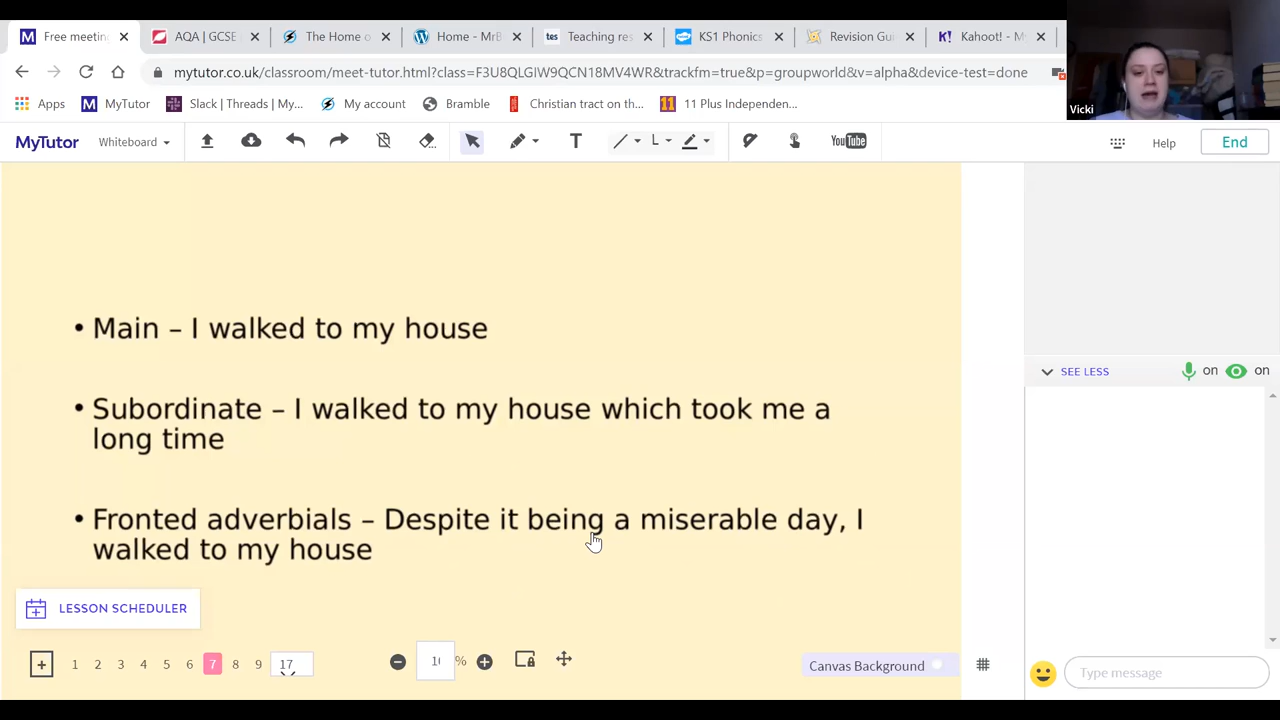 Free meetin
AQA | GCSE
The Home o
Home - MrB
tes Teaching res
KS1 Phonics
Revision Gui
K! Kahoot! - My
mytutor.co.uk/classroom/meet-tutor.html?class=F3U8QLGIW9QCN18MV4WR&trackfm=true&p=groupworld&v=alpha&device-test=done
Vicki
Apps
MyTutor
Slack | Threads | My...
My account
Bramble
Christian tract on th...
11 Plus Independen...
MyTutor
Whiteboard
T
L
YouTube
Help
End
• Main – I walked to my house
SEE LESS
on
on
• Subordinate – I walked to my house which took me a
long time
• Fronted adverbials – Despite it being a miserable day, I
walked to my house
LESSON SCHEDULER
1 2 3 4 5 6 7 8 9 17
%
Canvas Background
Type message